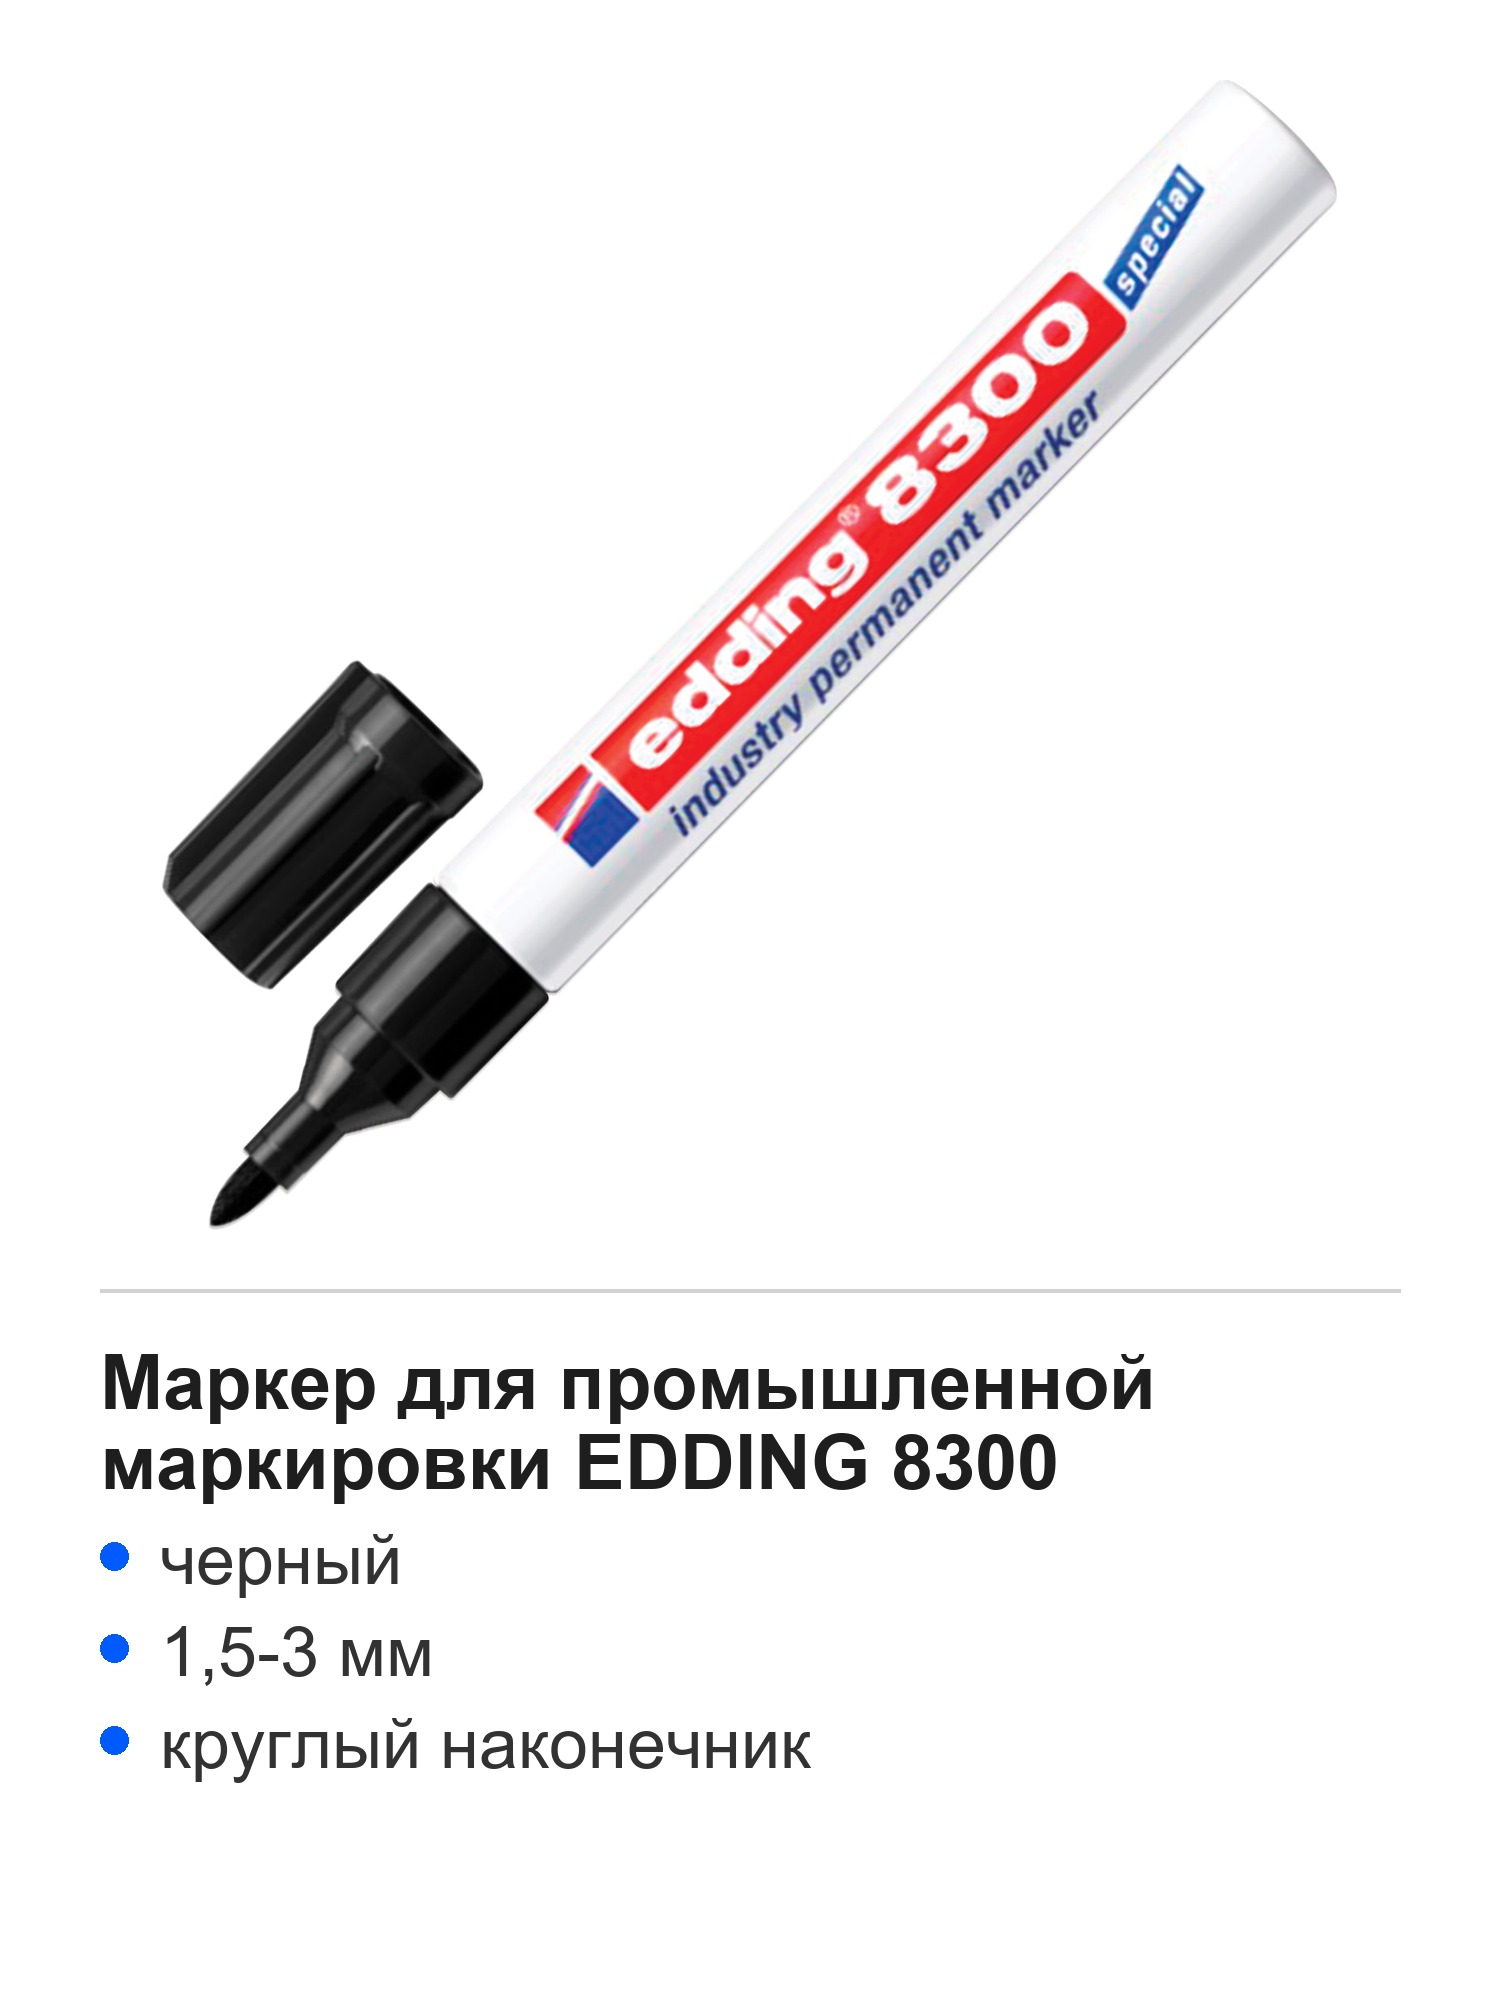 special
edding® 8300
industry permanent marker
Маркер для промышленной
маркировки EDDING 8300
черный
1,5-3 мм
круглый наконечник